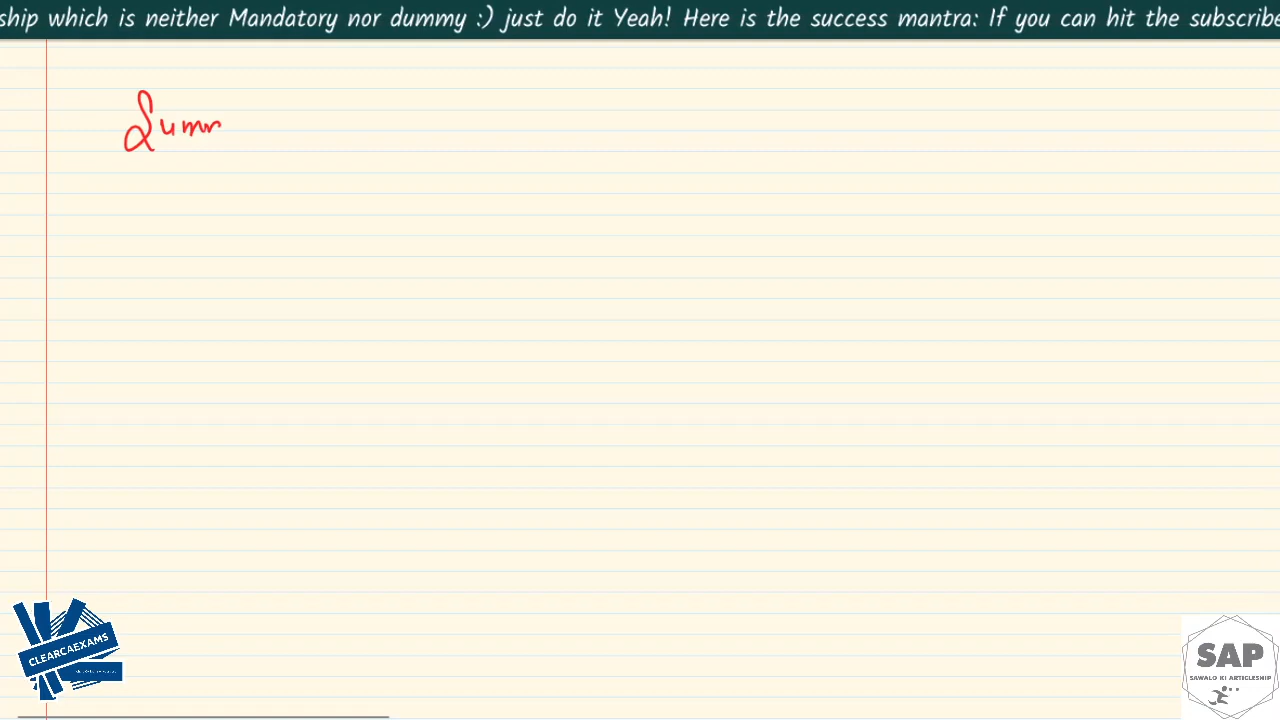 ship which is neither Mandatory nor dummy :) just do it Yeah! Here is the success mantra: If you can hit the subscribe
Summ
CLEARCAEXAMS
SAP
SAWALO KI ARTICLESHIP